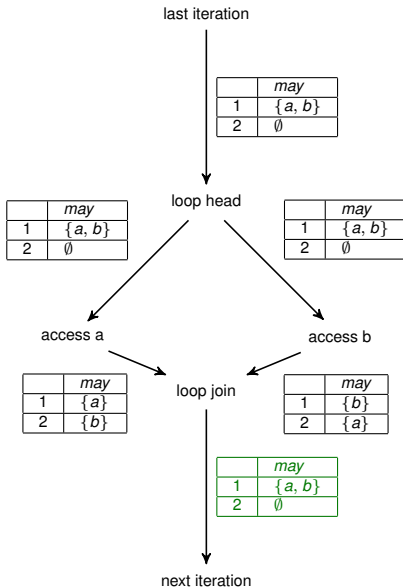 last iteration
may
1 {a, b}
2 ∅
loop head
may
1 {a, b}
2 ∅
may
1 {a, b}
2 ∅
access a
access b
may
1 {a}
2 {b}
loop join
may
1 {b}
2 {a}
may
1 {a, b}
2 ∅
next iteration